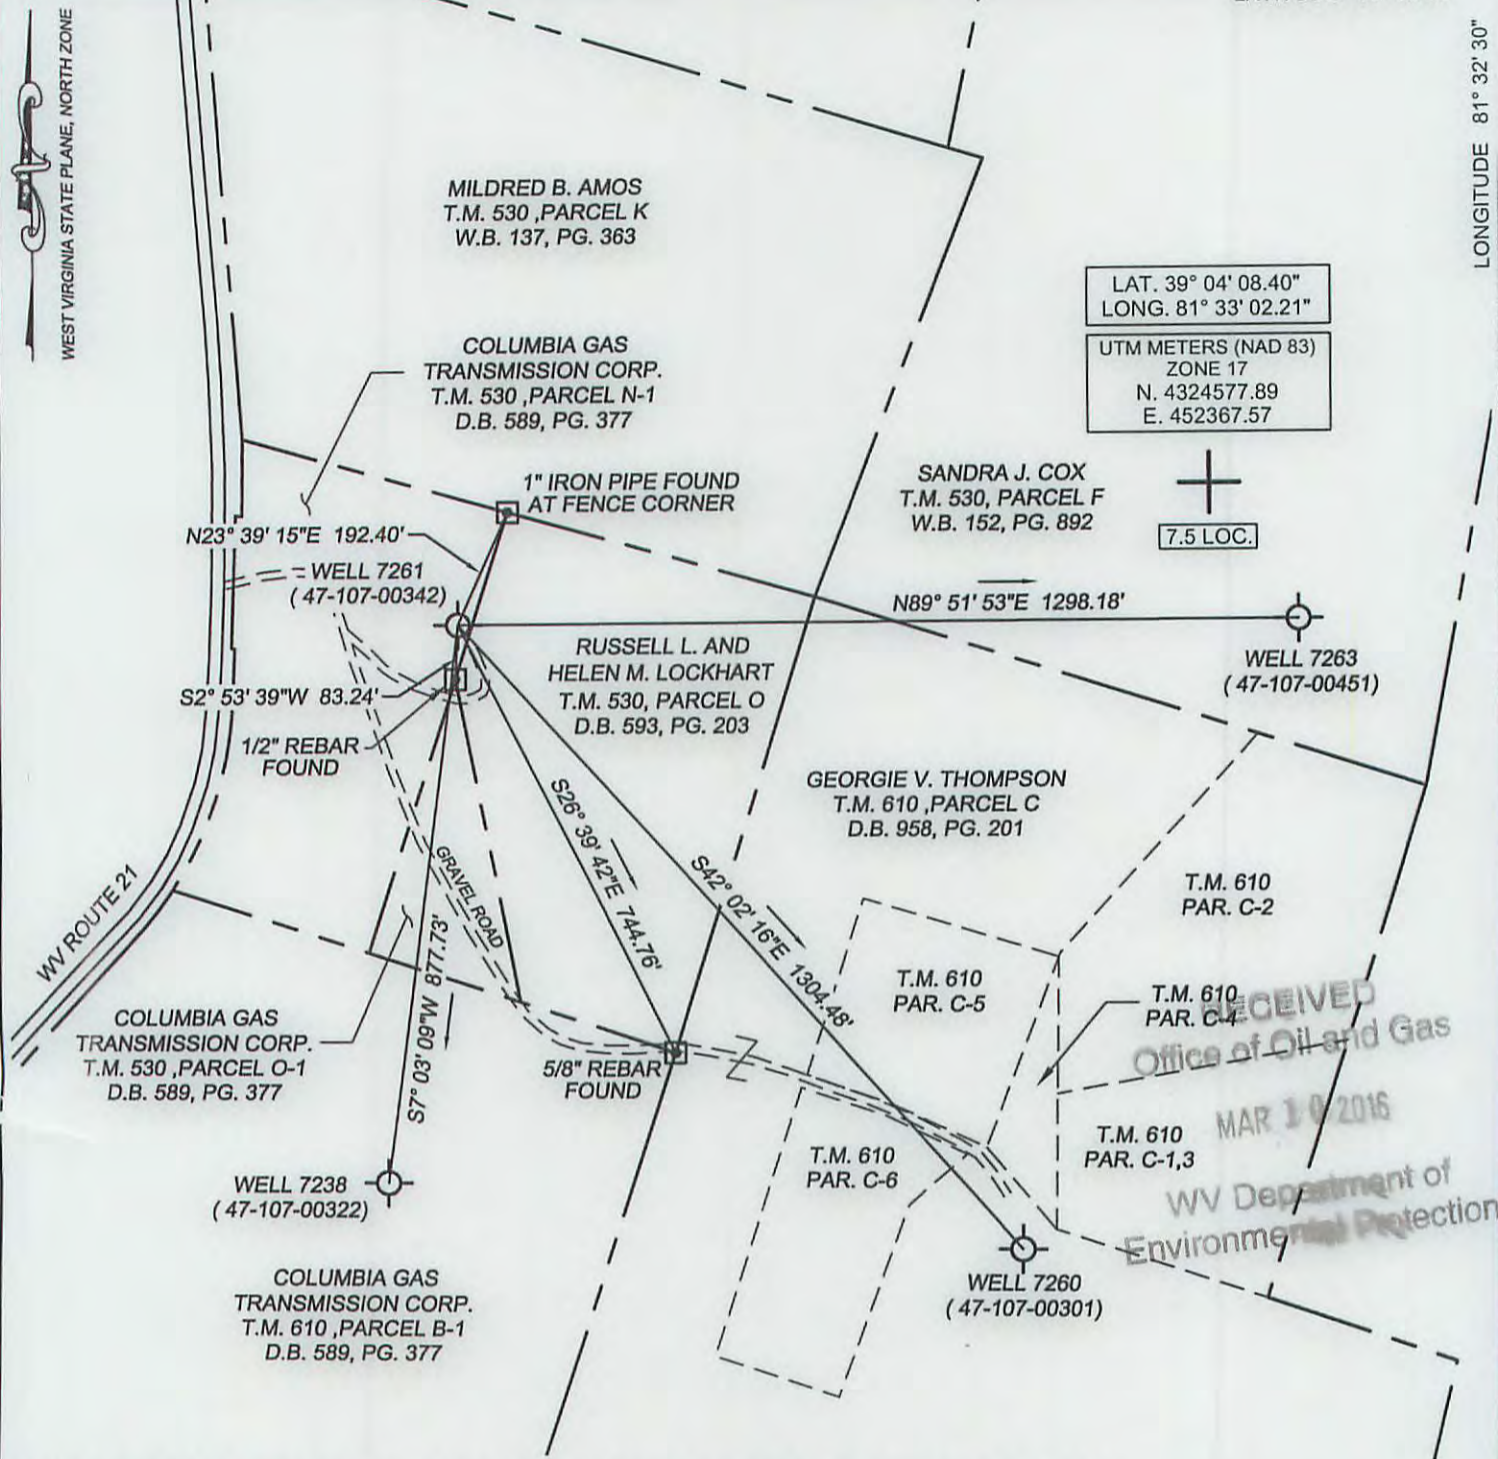 WEST VIRGINIA STATE PLANE, NORTH ZONE
LONGITUDE 81° 32' 30"
MILDRED B. AMOS
T.M. 530 ,PARCEL K
W.B. 137, PG. 363
LAT. 39° 04' 08.40"
LONG. 81° 33' 02.21"
UTM METERS (NAD 83)
ZONE 17
N. 4324577.89
E. 452367.57
COLUMBIA GAS
TRANSMISSION CORP.
T.M. 530 ,PARCEL N-1
D.B. 589, PG. 377
1" IRON PIPE FOUND
AT FENCE CORNER
SANDRA J. COX
T.M. 530, PARCEL F
W.B. 152, PG. 892
7.5 LOC.
N23° 39' 15"E 192.40'
WELL 7261
( 47-107-00342)
N89° 51' 53"E 1298.18'
RUSSELL L. AND
HELEN M. LOCKHART
T.M. 530, PARCEL O
D.B. 593, PG. 203
WELL 7263
( 47-107-00451)
S2° 53' 39"W 83.24'
1/2" REBAR
FOUND
GEORGIE V. THOMPSON
T.M. 610 ,PARCEL C
D.B. 958, PG. 201
S26° 39' 42"E 744.76'
S42° 02' 16"E 1304.48'
GRAVEL ROAD
WV ROUTE 21
S7° 03' 09"W 877.73'
T.M. 610
PAR. C-2
T.M. 610
PAR. C-5
T.M. 610
PAR. C-4
RECEIVED
Office of Oil and Gas
COLUMBIA GAS
TRANSMISSION CORP.
T.M. 530 ,PARCEL O-1
D.B. 589, PG. 377
5/8" REBAR
FOUND
MAR 10 2016
T.M. 610
PAR. C-1,3
T.M. 610
PAR. C-6
WV Department of
Environmental Protection
WELL 7238
( 47-107-00322)
WELL 7260
( 47-107-00301)
COLUMBIA GAS
TRANSMISSION CORP.
T.M. 610 ,PARCEL B-1
D.B. 589, PG. 377